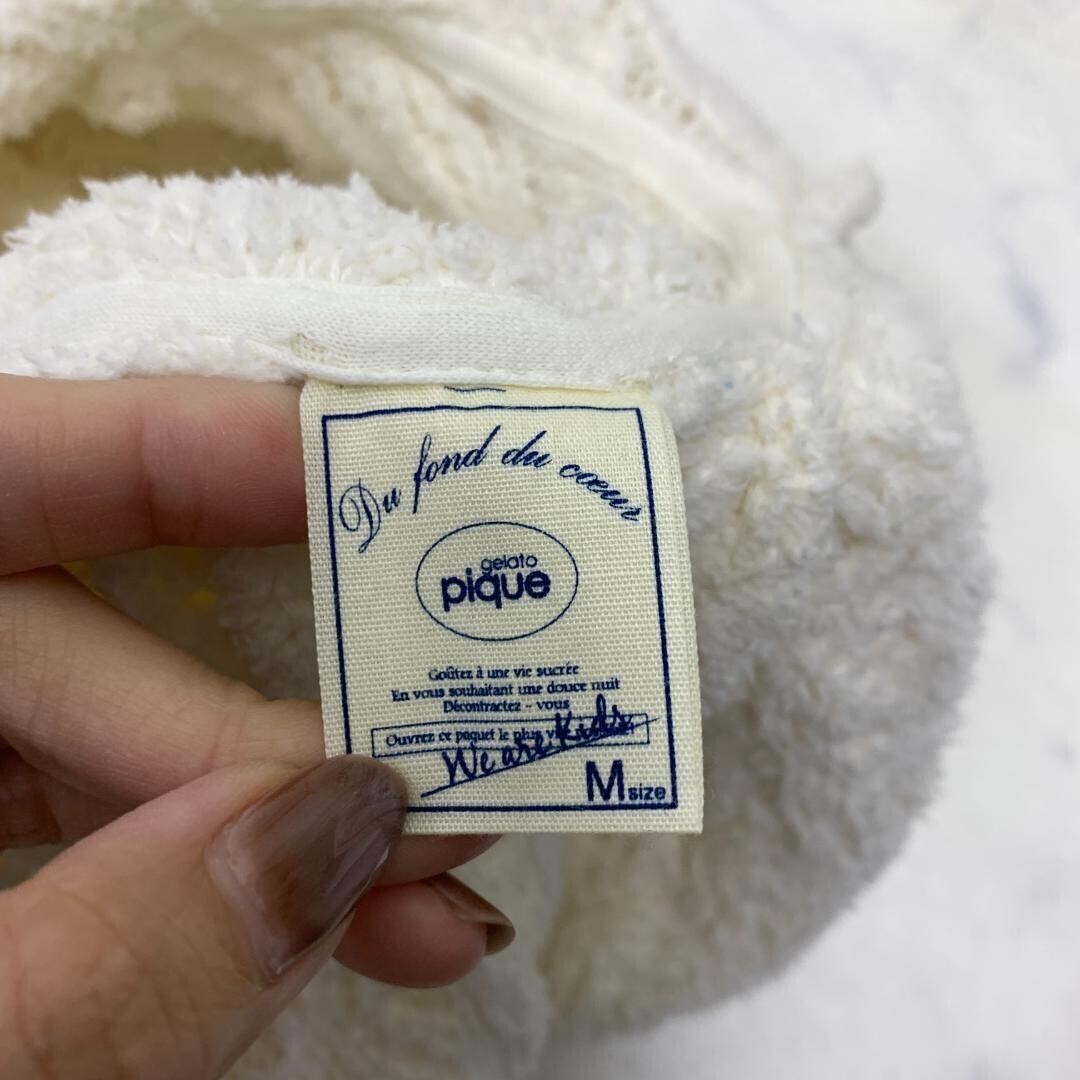 Du fond du cœur
gelato
pique
Goûtez à une vie sucrée
En vous souhaitant une douce nuit
Décontractez - vous
Ouvrez ce paquet le plus
We are Kids
M size